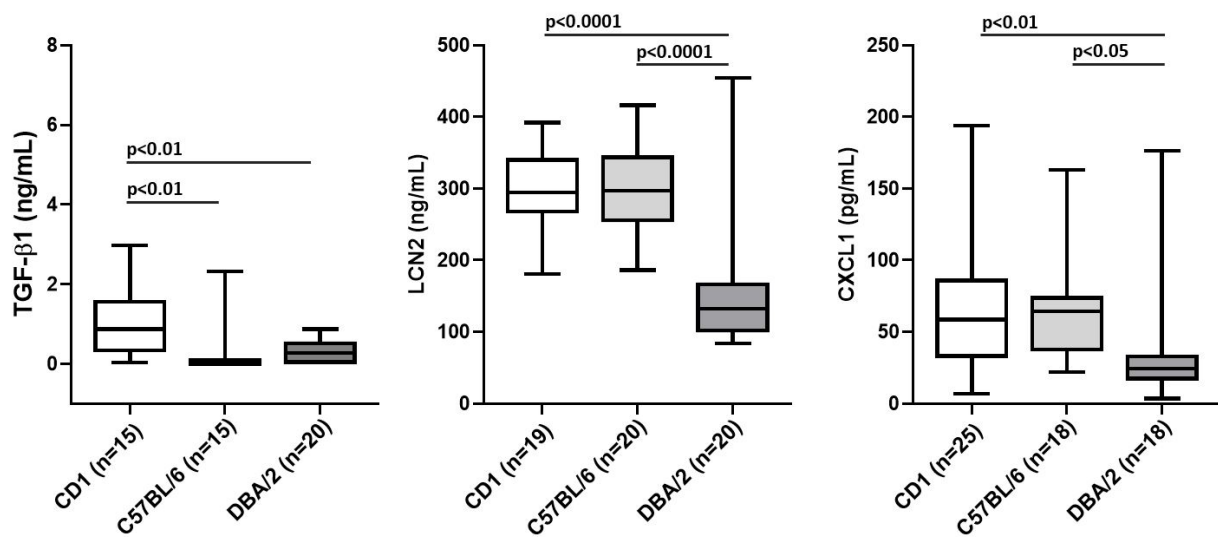 TGF-β1 (ng/mL)
8
6
4
2
0
p<0.01
p<0.01
CD1 (n=15)
C57BL/6 (n=15)
DBA/2 (n=20)
LCN2 (ng/mL)
500
400
300
200
100
0
p<0.0001
p<0.0001
CD1 (n=19)
C57BL/6 (n=20)
DBA/2 (n=20)
CXCL1 (pg/mL)
250
200
150
100
50
0
p<0.01
p<0.05
CD1 (n=25)
C57BL/6 (n=18)
DBA/2 (n=18)